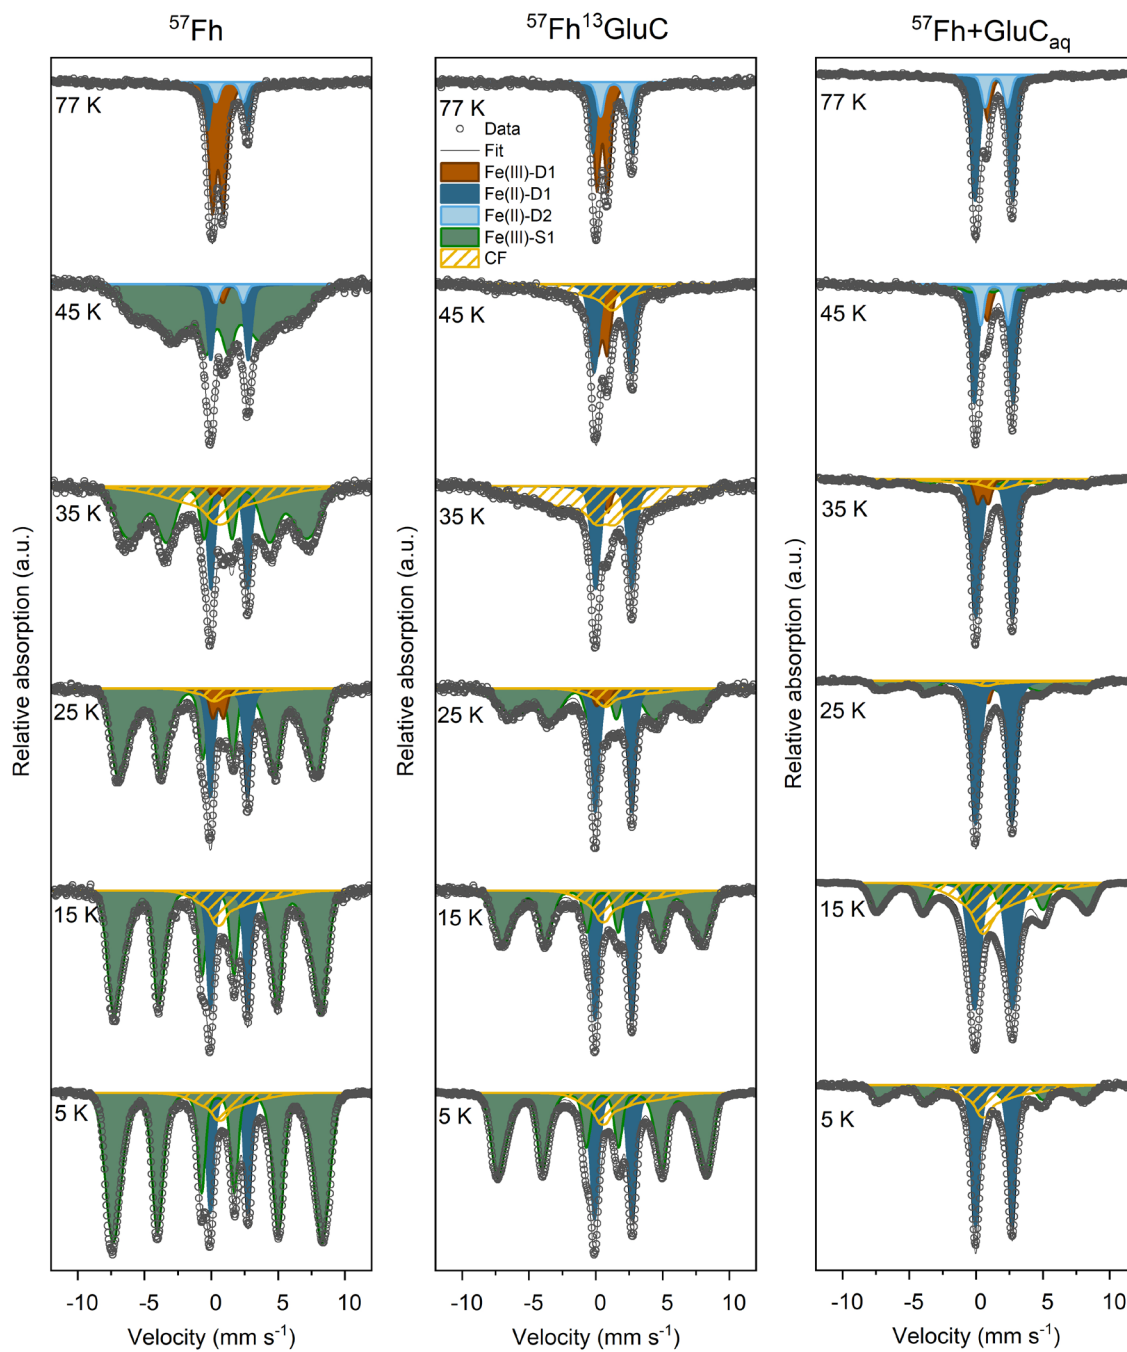 ⁵⁷Fh
⁵⁷Fh¹³GluC
⁵⁷Fh+GluCₐq
77 K
45 K
35 K
25 K
15 K
5 K
Relative absorption (a.u.)
-10 -5 0 5 10
Velocity (mm s⁻¹)
77 K
Data
Fit
Fe(III)-D1
Fe(II)-D1
Fe(II)-D2
Fe(III)-S1
CF
45 K
35 K
25 K
15 K
5 K
Relative absorption (a.u.)
-10 -5 0 5 10
Velocity (mm s⁻¹)
77 K
45 K
35 K
25 K
15 K
5 K
Relative absorption (a.u.)
-10 -5 0 5 10
Velocity (mm s⁻¹)